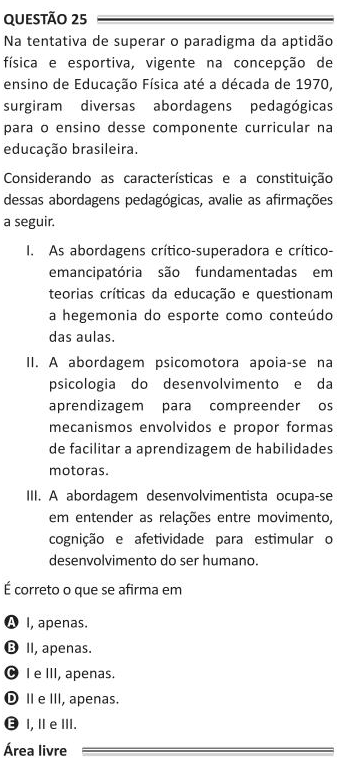 QUESTÃO 25
Na tentativa de superar o paradigma da aptidão
física e esportiva, vigente na concepção de
ensino de Educação Física até a década de 1970,
surgiram diversas abordagens pedagógicas
para o ensino desse componente curricular na
educação brasileira.
Considerando as características e a constituição
dessas abordagens pedagógicas, avalie as afirmações
a seguir.
I. As abordagens crítico-superadora e crítico-
emancipatória são fundamentadas em
teorias críticas da educação e questionam
a hegemonia do esporte como conteúdo
das aulas.
II. A abordagem psicomotora apoia-se na
psicologia do desenvolvimento e da
aprendizagem para compreender os
mecanismos envolvidos e propor formas
de facilitar a aprendizagem de habilidades
motoras.
III. A abordagem desenvolvimentista ocupa-se
em entender as relações entre movimento,
cognição e afetividade para estimular o
desenvolvimento do ser humano.
É correto o que se afirma em
A I, apenas.
B II, apenas.
C I e III, apenas.
D II e III, apenas.
E I, II e III.
Área livre